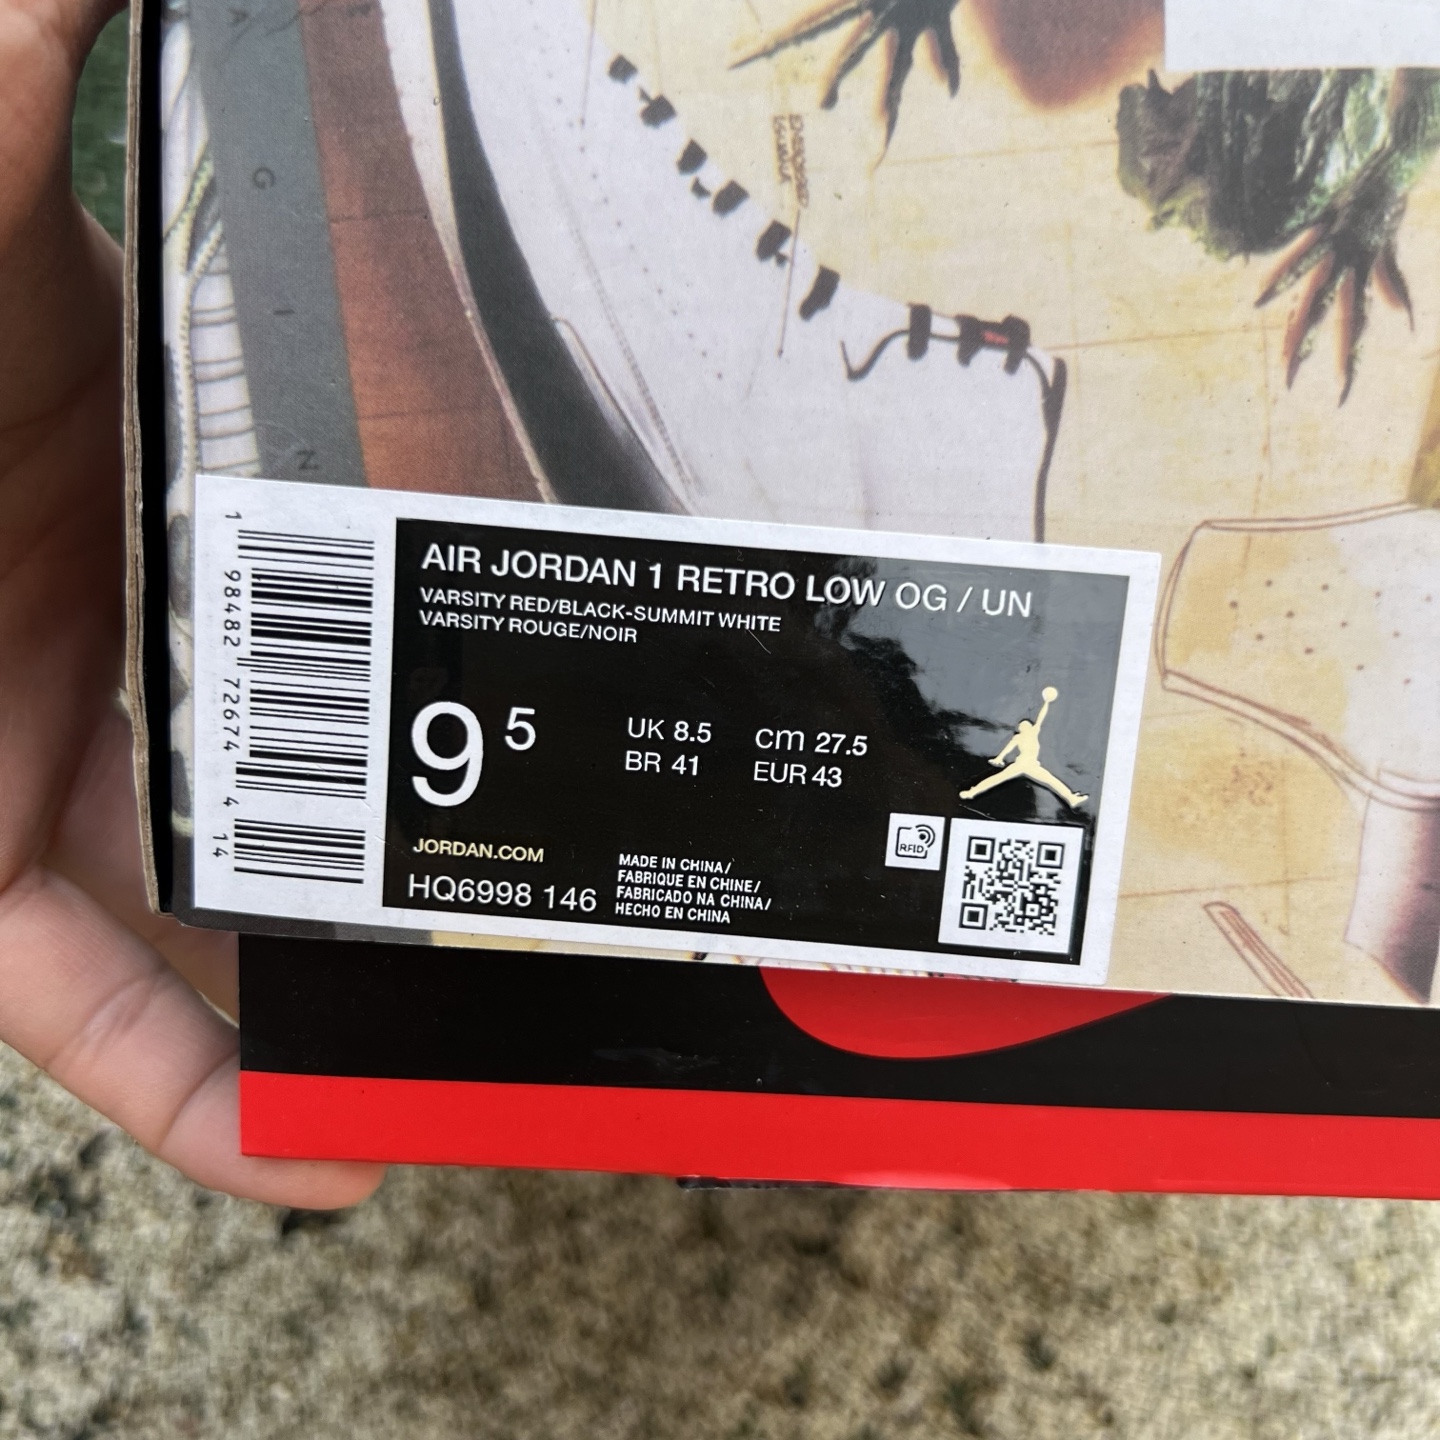 A
G
I
N
AIR JORDAN 1 RETRO LOW OG / UN
VARSITY RED/BLACK-SUMMIT WHITE
VARSITY ROUGE/NOIR
9 5
UK 8.5
BR 41
cm 27.5
EUR 43
JORDAN.COM
HQ6998 146
MADE IN CHINA/
FABRIQUE EN CHINE/
FABRICADO NA CHINA/
HECHO EN CHINA
RFID
1 98482 72674 4 14